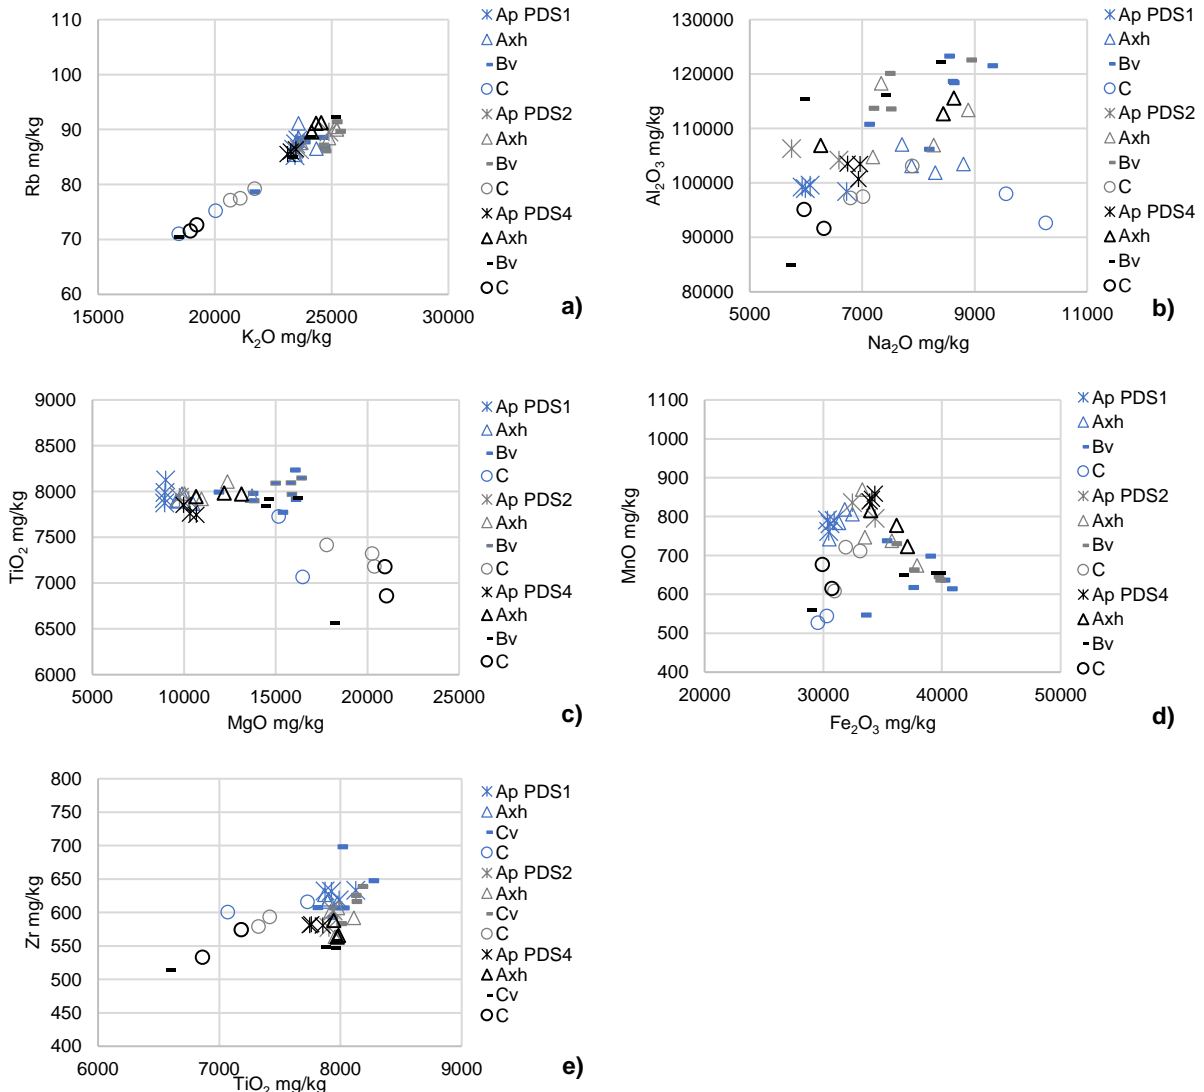 110
100
90
80
70
60
Rb mg/kg
15000 20000 25000 30000
K₂O mg/kg
Ap PDS1
Axh
Bv
C
Ap PDS2
Axh
Bv
C
Ap PDS4
Axh
Bv
C
a)
130000
120000
110000
100000
90000
80000
Al₂O₃ mg/kg
5000 7000 9000 11000
Na₂O mg/kg
Ap PDS1
Axh
Bv
C
Ap PDS2
Axh
Bv
C
Ap PDS4
Axh
Bv
C
b)
9000
8500
8000
7500
7000
6500
6000
TiO₂ mg/kg
5000 10000 15000 20000 25000
MgO mg/kg
Ap PDS1
Axh
Bv
C
Ap PDS2
Axh
Bv
C
Ap PDS4
Axh
Bv
C
c)
1100
1000
900
800
700
600
500
400
MnO mg/kg
20000 30000 40000 50000
Fe₂O₃ mg/kg
Ap PDS1
Axh
Bv
C
Ap PDS2
Axh
Bv
C
Ap PDS4
Axh
Bv
C
d)
800
750
700
650
600
550
500
450
400
Zr mg/kg
6000 7000 8000 9000
TiO₂ mg/kg
Ap PDS1
Axh
Cv
C
Ap PDS2
Axh
Cv
C
Ap PDS4
Axh
Cv
C
e)